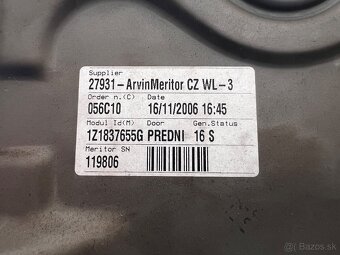 Supplier
27931-ArvinMeritor CZ WL-3
Order n.(C) Date
056C10 16/11/2006 16:45
Modul Id(M) Door Gen.Status
1Z1837655G PREDNI 16 S
Meritor SN
119806
Bazos.sk